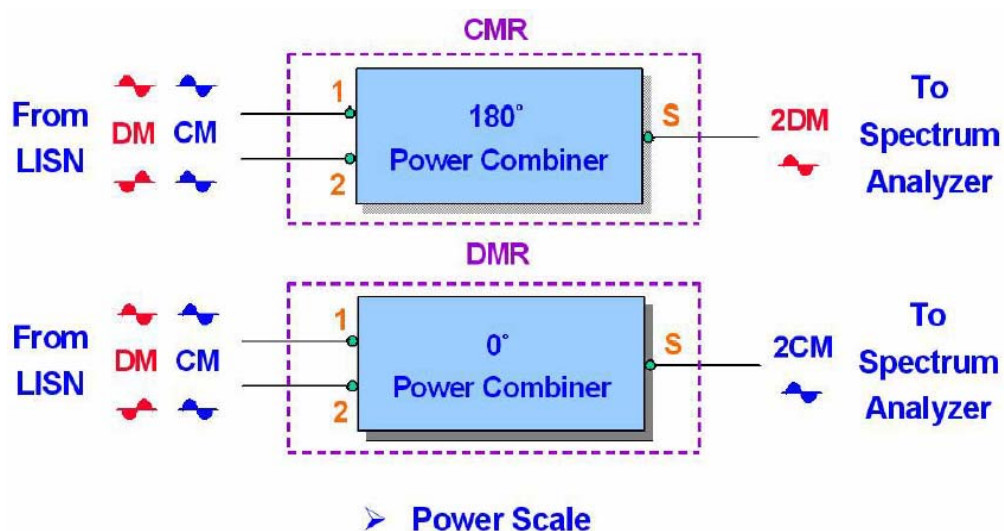 CMR
From
LISN
DM CM
1
2
180°
Power Combiner
S
2DM
To
Spectrum
Analyzer
DMR
From
LISN
DM CM
1
2
0°
Power Combiner
S
2CM
To
Spectrum
Analyzer
➢ Power Scale